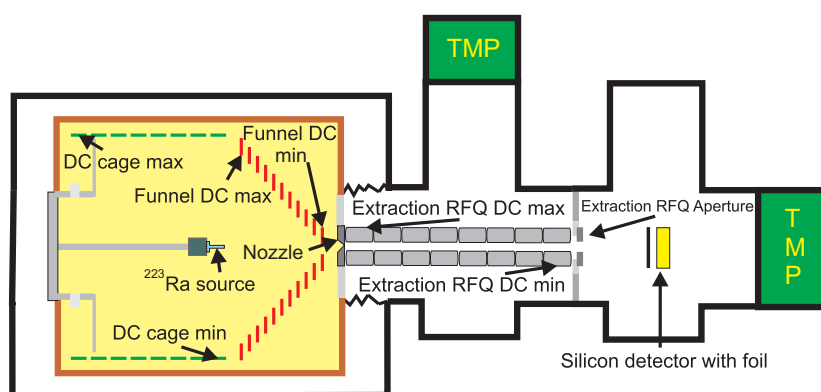 TMP
Funnel DC
min
DC cage max
Funnel DC max
Extraction RFQ DC max
Extraction RFQ Aperture
T
M
P
Nozzle
²²³Ra source
Extraction RFQ DC min
DC cage min
Silicon detector with foil